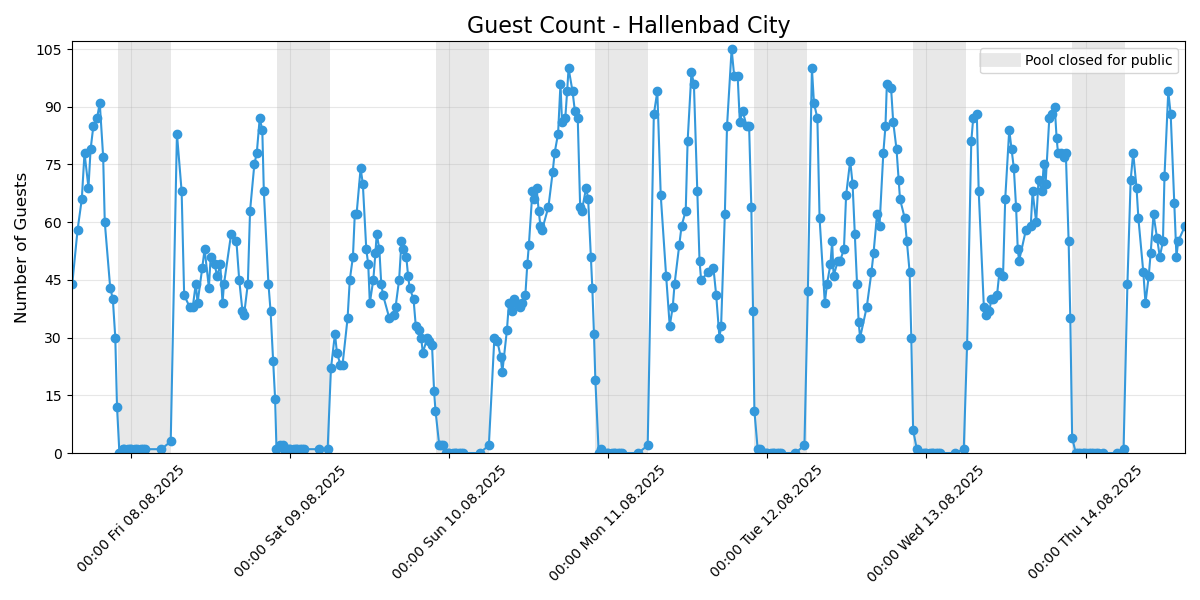 Guest Count - Hallenbad City
Pool closed for public
Number of Guests
105
90
75
60
45
30
15
0
00:00 Fri 08.08.2025
00:00 Sat 09.08.2025
00:00 Sun 10.08.2025
00:00 Mon 11.08.2025
00:00 Tue 12.08.2025
00:00 Wed 13.08.2025
00:00 Thu 14.08.2025